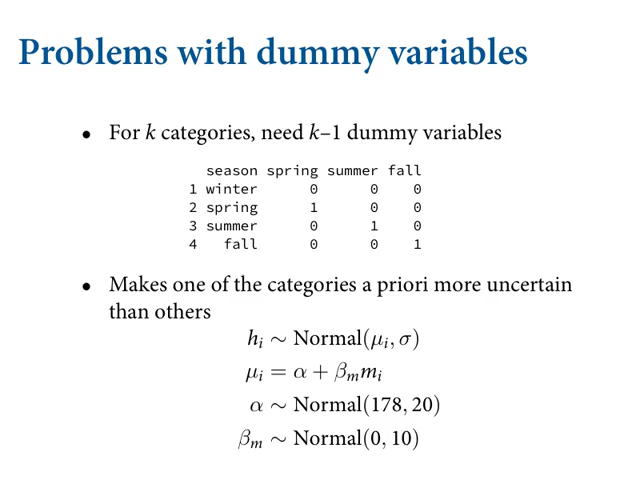 Problems with dummy variables
• For k categories, need k–1 dummy variables
season spring summer fall
1 winter 0 0 0
2 spring 1 0 0
3 summer 0 1 0
4 fall 0 0 1
• Makes one of the categories a priori more uncertain
than others
hᵢ ∼ Normal(μᵢ, σ)
μᵢ = α + βₘmᵢ
α ∼ Normal(178, 20)
βₘ ∼ Normal(0, 10)